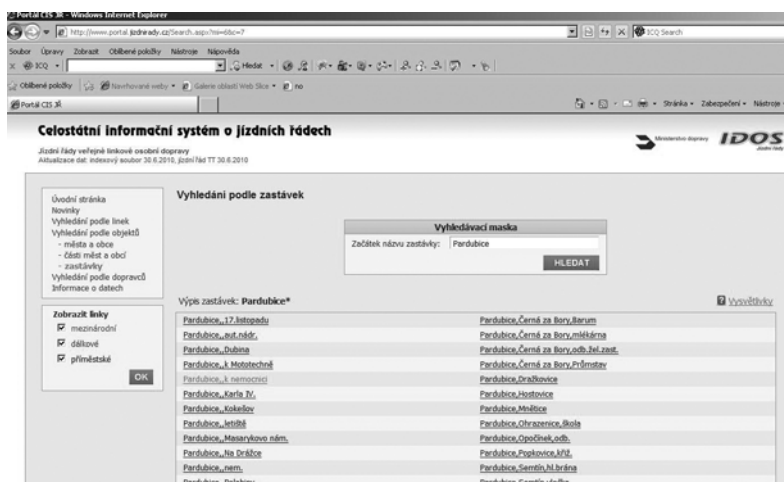 Portál CIS JŘ - Windows Internet Explorer
http://www.portal.jizdnirady.cz/Search.aspx?mi=6&c=7
ICQ Search
Soubor Úpravy Zobrazit Oblíbené položky Nástroje Nápověda
x ICQ Hledat
Oblíbené položky Navrhované weby Galerie oblastí Web Slice no
Portál CIS JŘ Stránka Zabezpečení Nástroje
Celostátní informační systém o jízdních řádech
Ministerstvo dopravy IDOS
Jízdní řády veřejné linkové osobní dopravy
Jízdní řády
Aktualizace dat: indexový soubor 30.6.2010, jízdní řád TT 30.6.2010
Úvodní stránka
Novinky
Vyhledání podle linek
Vyhledání podle objektů
- města a obce
- části měst a obcí
- zastávky
Vyhledání podle dopravců
Informace o datech
Zobrazit linky
mezinárodní
dálkové
příměstské
OK
Vyhledání podle zastávek
Vyhledávací maska
Začátek názvu zastávky: Pardubice
HLEDAT
Výpis zastávek: Pardubice*
? Vysvětlivky
Pardubice,,17.listopadu Pardubice,Černá za Bory,Barum
Pardubice,,aut.nádr. Pardubice,Černá za Bory,mlékárna
Pardubice,,Dubina Pardubice,Černá za Bory,odb.žel.zast.
Pardubice,,k Mototechně Pardubice,Černá za Bory,Průmstav
Pardubice,,k nemocnici Pardubice,Dražkovice
Pardubice,,Karla IV. Pardubice,Hostovice
Pardubice,,Kokešov Pardubice,Mnětice
Pardubice,,letiště Pardubice,Ohrazenice,škola
Pardubice,,Masarykovo nám. Pardubice,Opočínek,odb.
Pardubice,,Na Drážce Pardubice,Popkovice,křiž.
Pardubice,,nem. Pardubice,Semtín,hl.brána